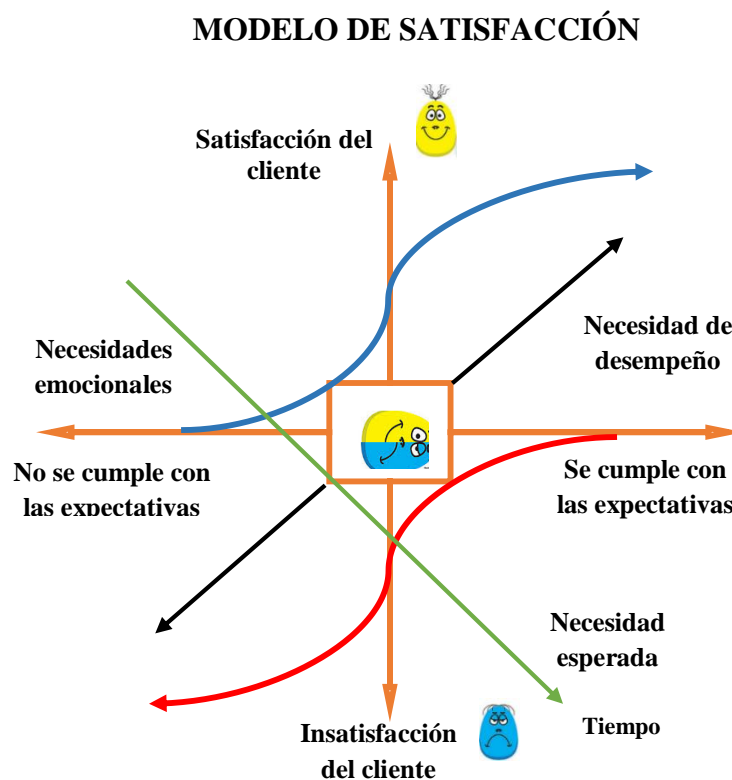 MODELO DE SATISFACCIÓN
Satisfacción del
cliente
Necesidades
emocionales
Necesidad de
desempeño
No se cumple con
las expectativas
Se cumple con
las expectativas
Necesidad
esperada
Tiempo
Insatisfacción
del cliente